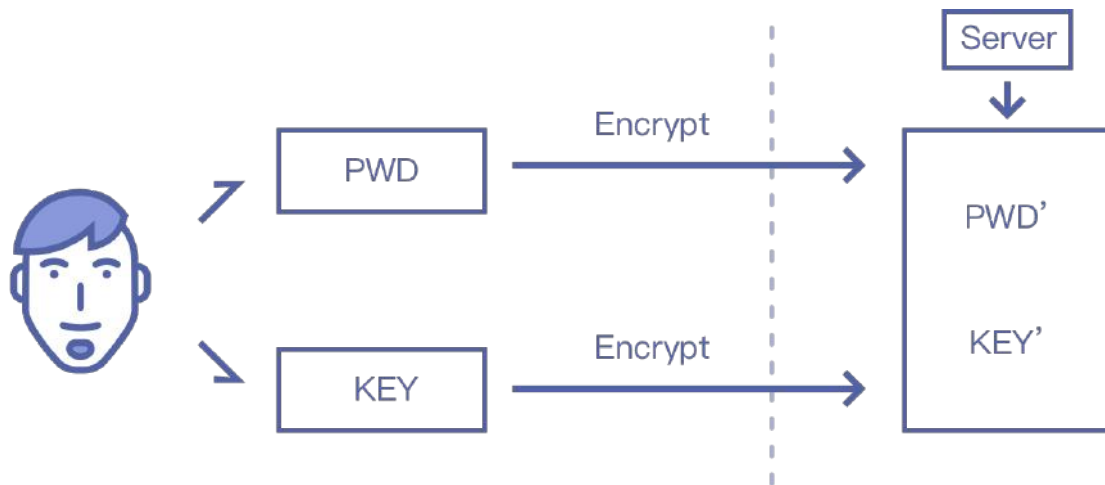 Server
Encrypt
PWD
PWD’
Encrypt
KEY’
KEY